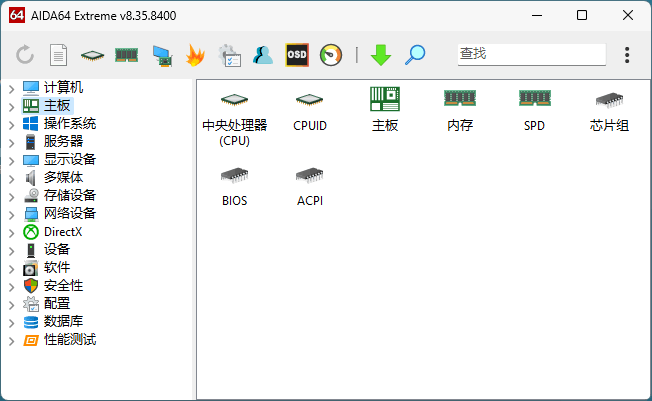 64 AIDA64 Extreme v8.35.8400
OSD
查找
计算机
主板
操作系统
服务器
显示设备
多媒体
存储设备
网络设备
DirectX
设备
软件
安全性
配置
数据库
性能测试
中央处理器
(CPU)
CPUID
主板
内存
SPD
芯片组
BIOS
ACPI